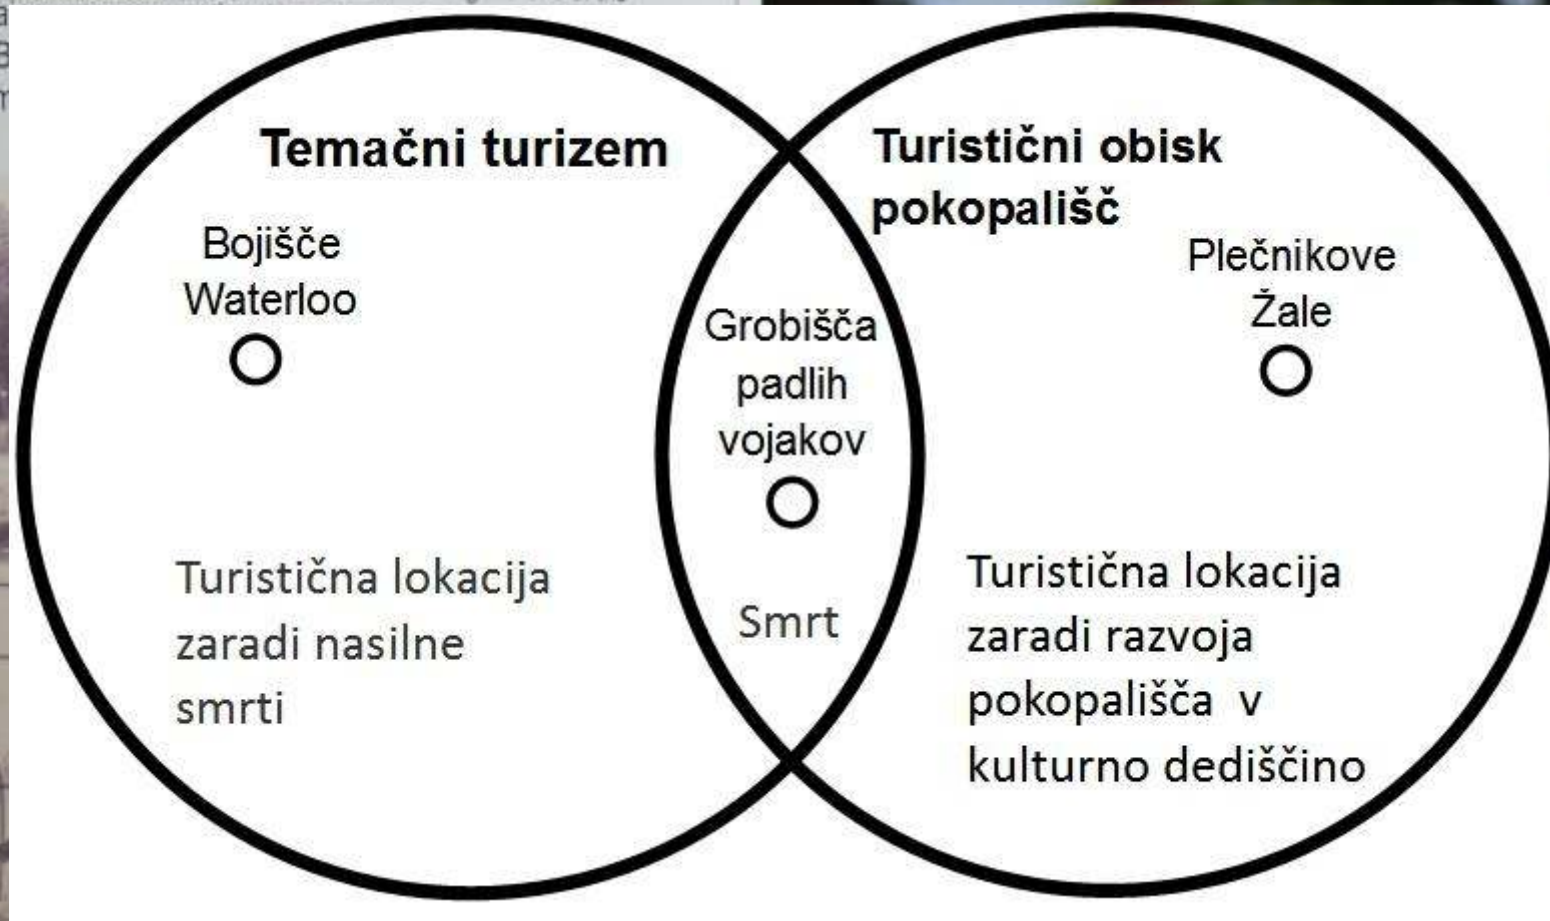 Temačni turizem
Bojišče
Waterloo
Turistična lokacija
zaradi nasilne
smrti
Grobišča
padlih
vojakov
Smrt
Turistični obisk
pokopališč
Plečnikove
Žale
Turistična lokacija
zaradi razvoja
pokopališča v
kulturno dediščino